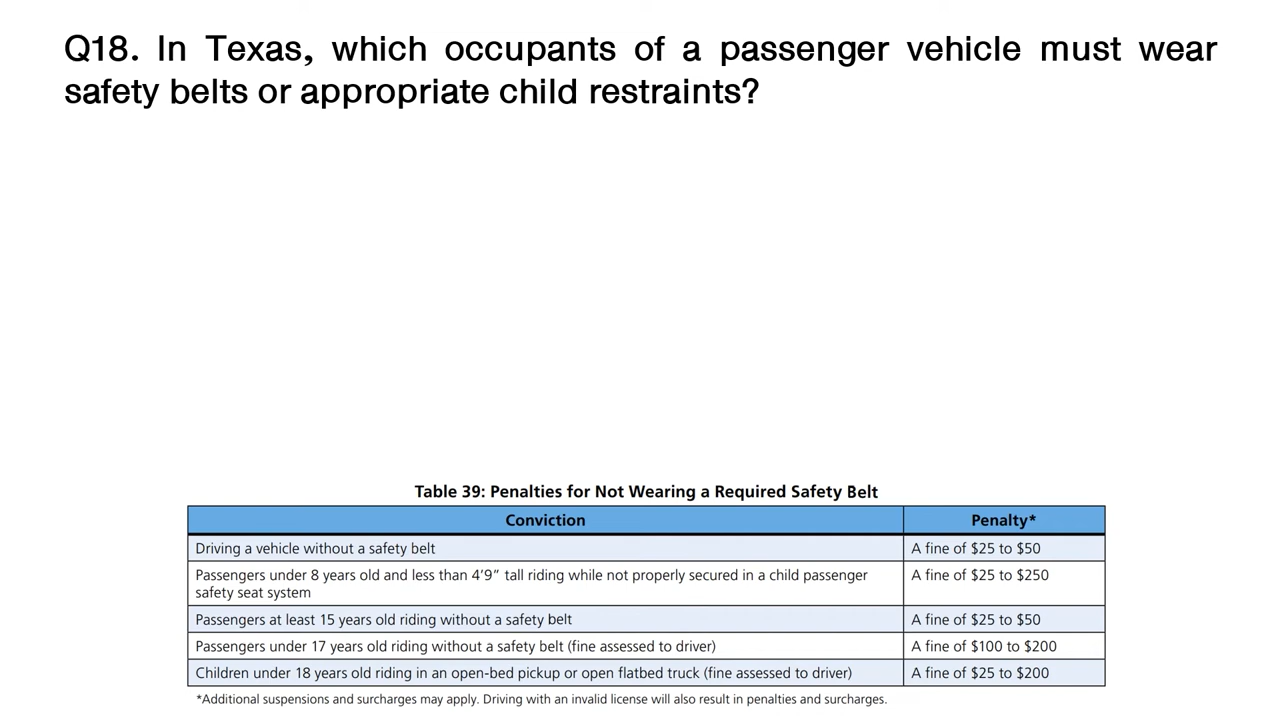 Q18. In Texas, which occupants of a passenger vehicle must wear
safety belts or appropriate child restraints?
Table 39: Penalties for Not Wearing a Required Safety Belt
Conviction Penalty*
Driving a vehicle without a safety belt A fine of $25 to $50
Passengers under 8 years old and less than 4’9” tall riding while not properly secured in a child passenger A fine of $25 to $250
safety seat system
Passengers at least 15 years old riding without a safety belt A fine of $25 to $50
Passengers under 17 years old riding without a safety belt (fine assessed to driver) A fine of $100 to $200
Children under 18 years old riding in an open-bed pickup or open flatbed truck (fine assessed to driver) A fine of $25 to $200
*Additional suspensions and surcharges may apply. Driving with an invalid license will also result in penalties and surcharges.